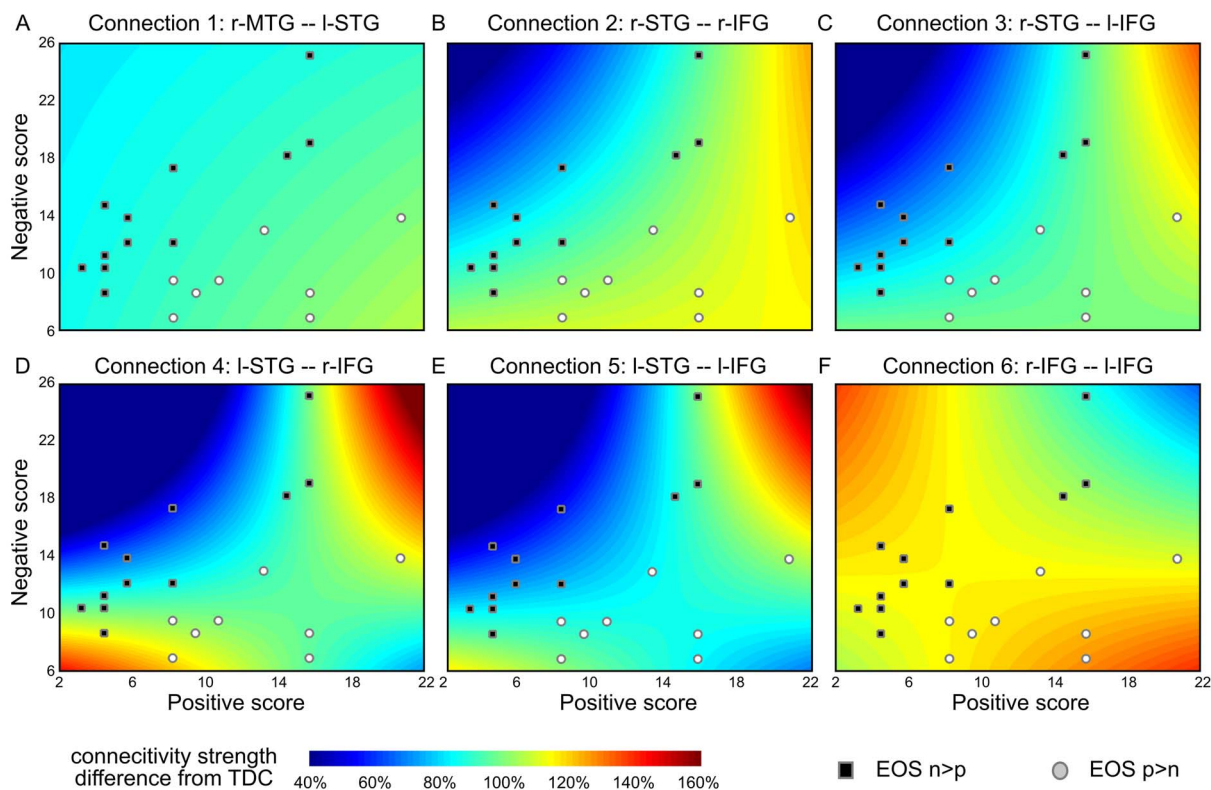 A Connection 1: r-MTG -- l-STG
B Connection 2: r-STG -- r-IFG
C Connection 3: r-STG -- l-IFG
Negative score
26
22
18
14
10
6
D Connection 4: l-STG -- r-IFG
E Connection 5: l-STG -- l-IFG
F Connection 6: r-IFG -- l-IFG
Negative score
26
22
18
14
10
6
2 6 10 14 18 22
2 6 10 14 18 22
2 6 10 14 18 22
Positive score
Positive score
Positive score
connecitivity strength
difference from TDC
40% 60% 80% 100% 120% 140% 160%
EOS n>p
EOS p>n